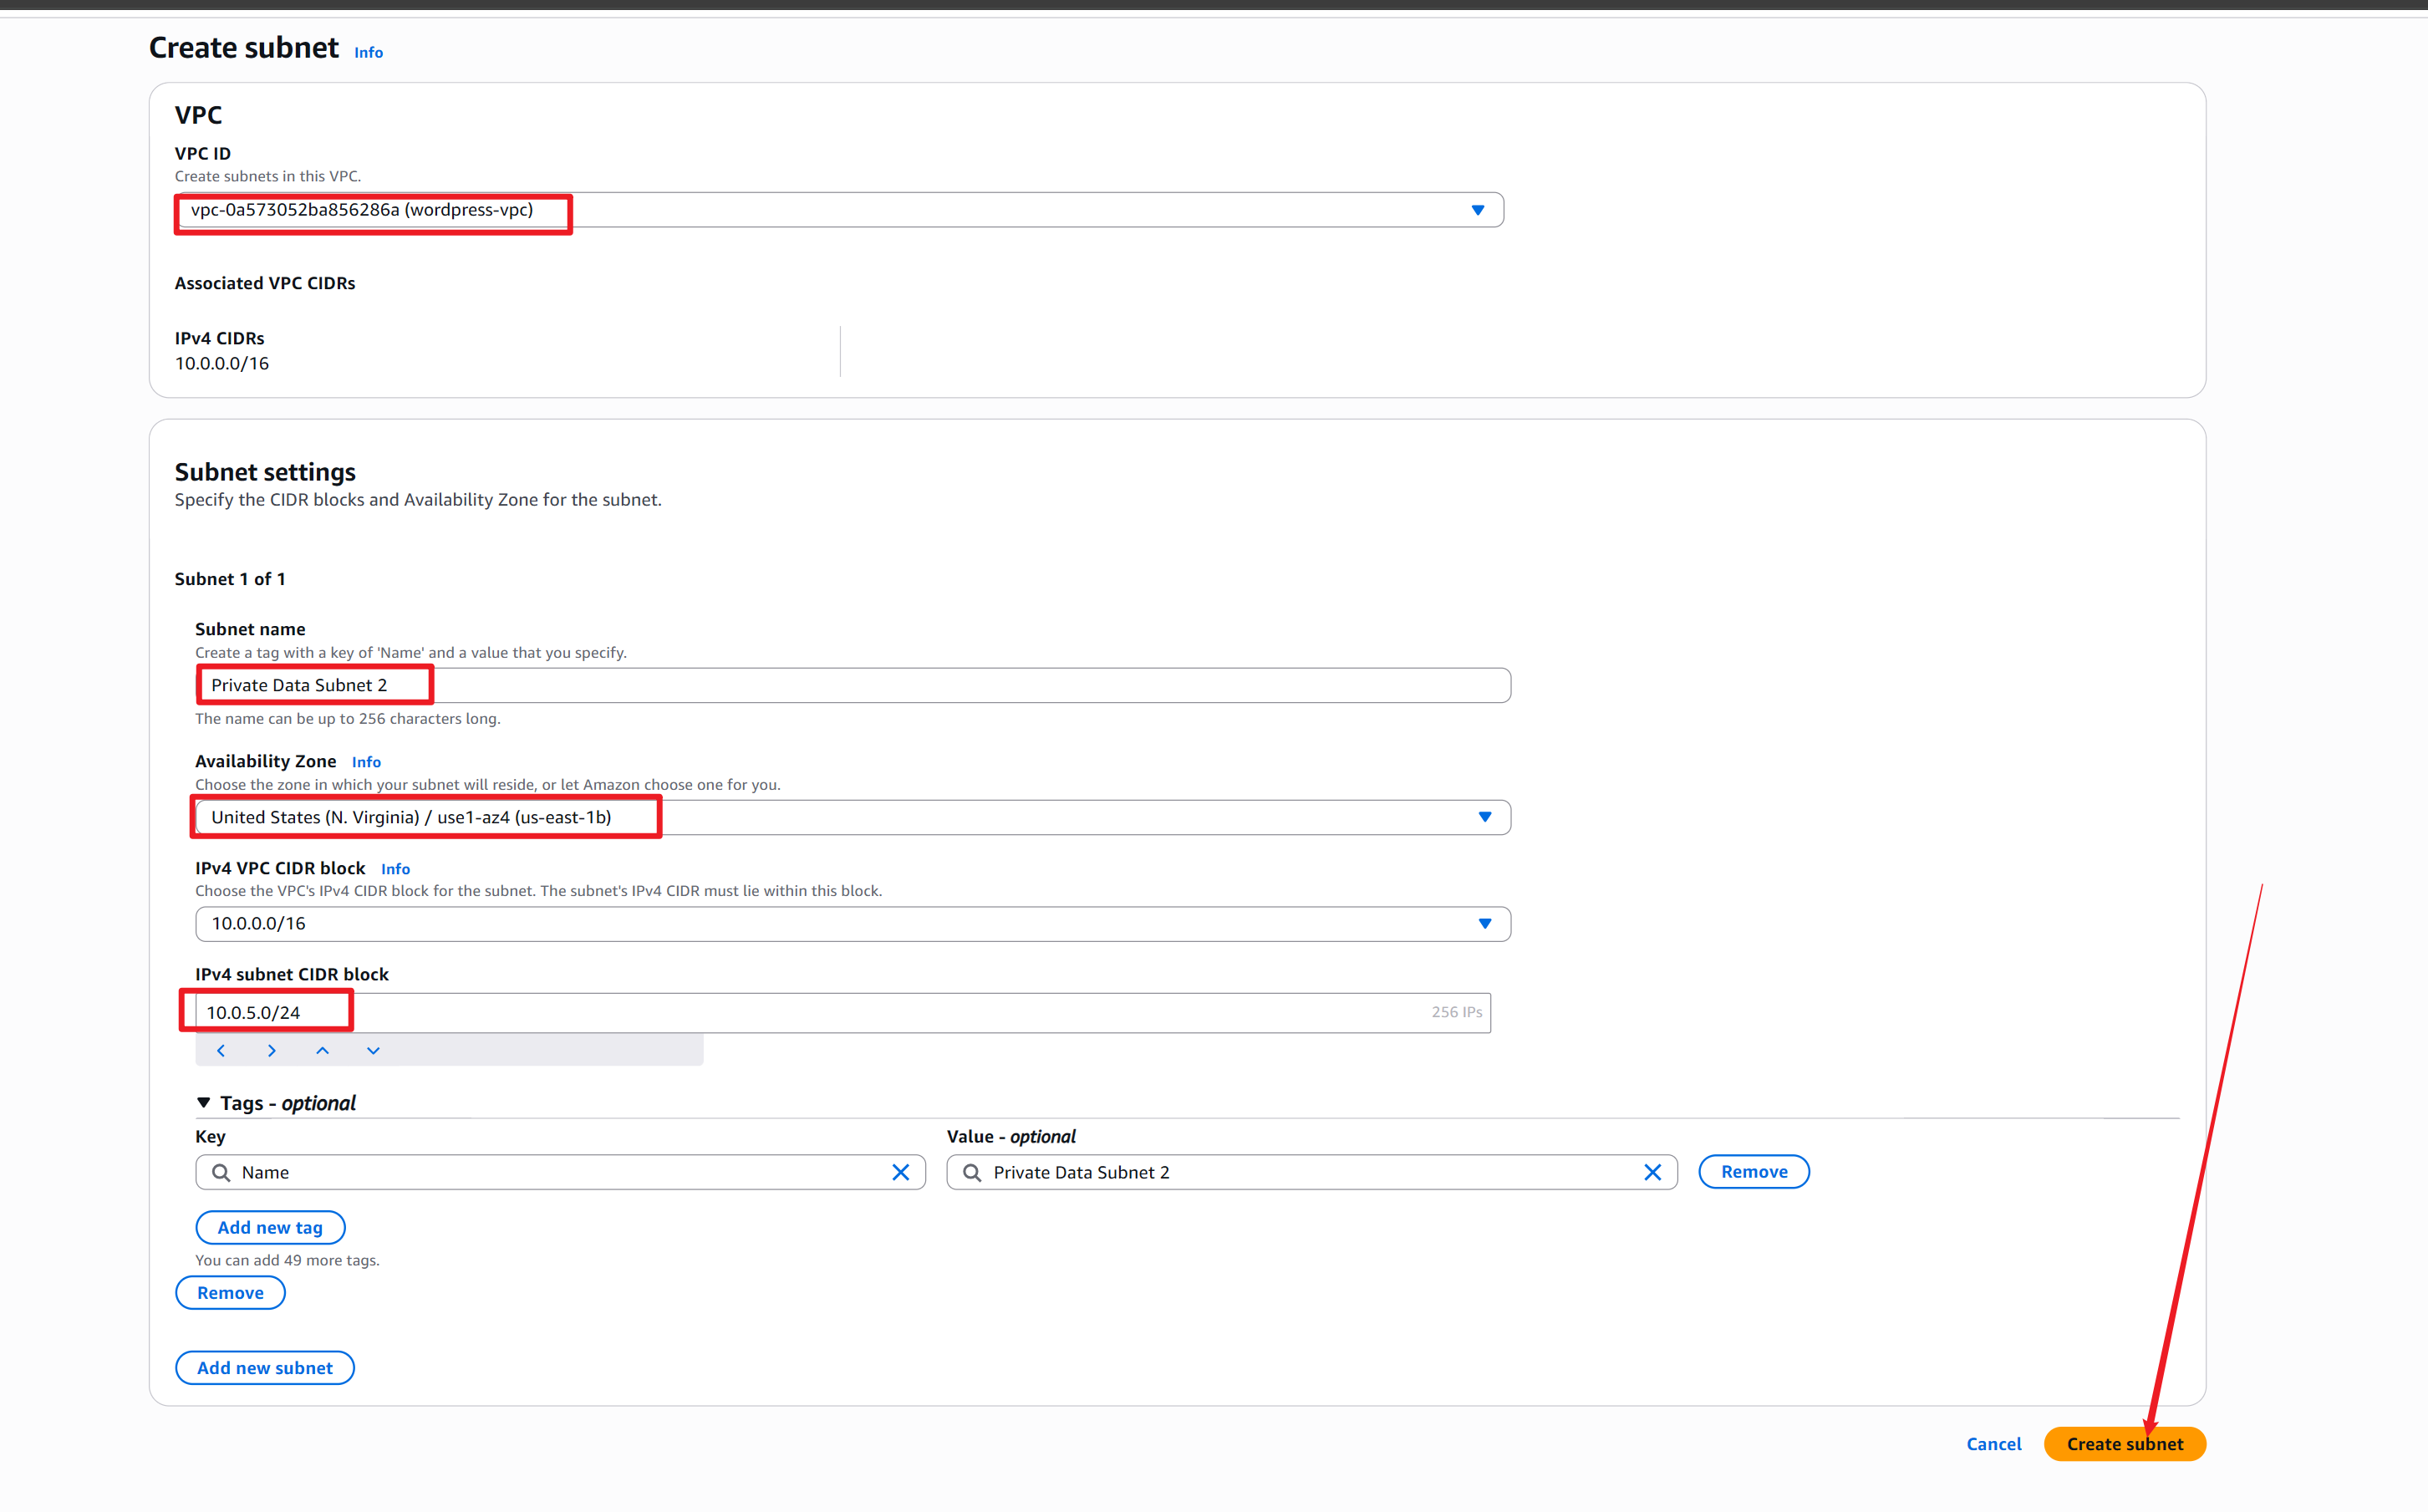 Create subnet Info
VPC
VPC ID
Create subnets in this VPC.
vpc-0a573052ba856286a (wordpress-vpc)
Associated VPC CIDRs
IPv4 CIDRs
10.0.0.0/16
Subnet settings
Specify the CIDR blocks and Availability Zone for the subnet.
Subnet 1 of 1
Subnet name
Create a tag with a key of 'Name' and a value that you specify.
Private Data Subnet 2
The name can be up to 256 characters long.
Availability Zone Info
Choose the zone in which your subnet will reside, or let Amazon choose one for you.
United States (N. Virginia) / use1-az4 (us-east-1b)
IPv4 VPC CIDR block Info
Choose the VPC's IPv4 CIDR block for the subnet. The subnet's IPv4 CIDR must lie within this block.
10.0.0.0/16
IPv4 subnet CIDR block
10.0.5.0/24 256 IPs
Tags - optional
Key Value - optional
Name Private Data Subnet 2 Remove
Add new tag
You can add 49 more tags.
Remove
Add new subnet
Cancel Create subnet